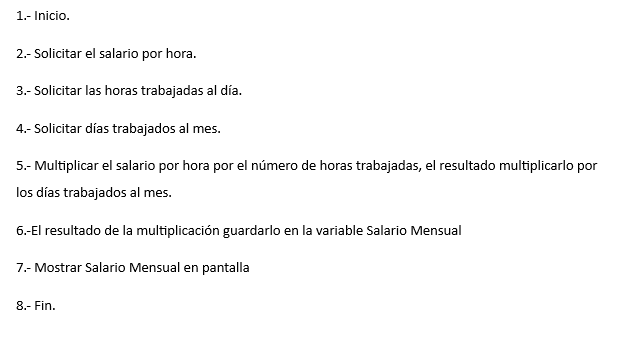 1.- Inicio.
2.- Solicitar el salario por hora.
3.- Solicitar las horas trabajadas al día.
4.- Solicitar días trabajados al mes.
5.- Multiplicar el salario por hora por el número de horas trabajadas, el resultado multiplicarlo por
los días trabajados al mes.
6.-El resultado de la multiplicación guardarlo en la variable Salario Mensual
7.- Mostrar Salario Mensual en pantalla
8.- Fin.